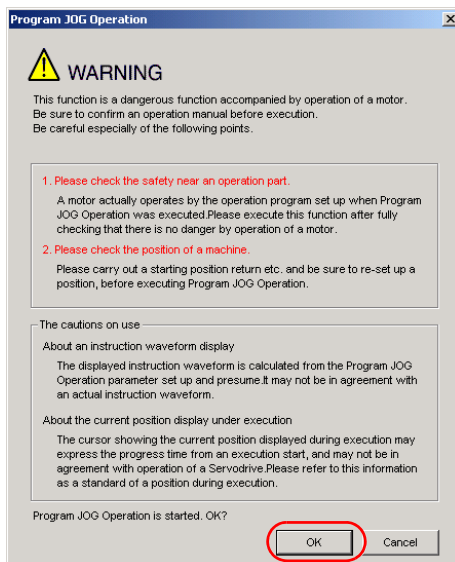 Program JOG Operation
WARNING
This function is a dangerous function accompanied by operation of a motor.
Be sure to confirm an operation manual before execution.
Be careful especially of the following points.
1. Please check the safety near an operation part.
A motor actually operates by the operation program set up when Program
JOG Operation was executed.Please execute this function after fully
checking that there is no danger by operation of a motor.
2. Please check the position of a machine.
Please carry out a starting position return etc. and be sure to re-set up a
position, before executing Program JOG Operation.
The cautions on use
About an instruction waveform display
The displayed instruction waveform is calculated from the Program JOG
Operation parameter set up and presume.It may not be in agreement with
an actual instruction waveform.
About the current position display under execution
The cursor showing the current position displayed during execution may
express the progress time from an execution start, and may not be in
agreement with operation of a Servodrive.Please refer to this information
as a standard of a position during execution.
Program JOG Operation is started. OK?
OK
Cancel